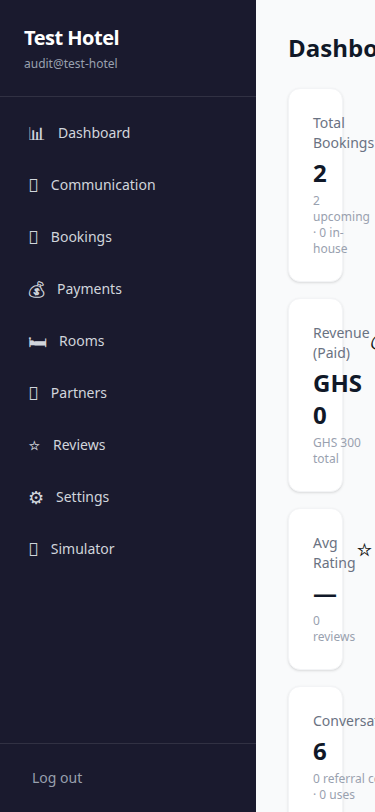 Test Hotel
audit@test-hotel
Dashboard
Communication
Bookings
Payments
Rooms
Partners
Reviews
Settings
Simulator
Log out
Dashbo
Total
Bookings
2
2
upcoming
· 0 in-
house
Revenue
(Paid)
GHS
0
GHS 300
total
Avg
Rating
—
0
reviews
Conversa
6
0 referral c
· 0 uses